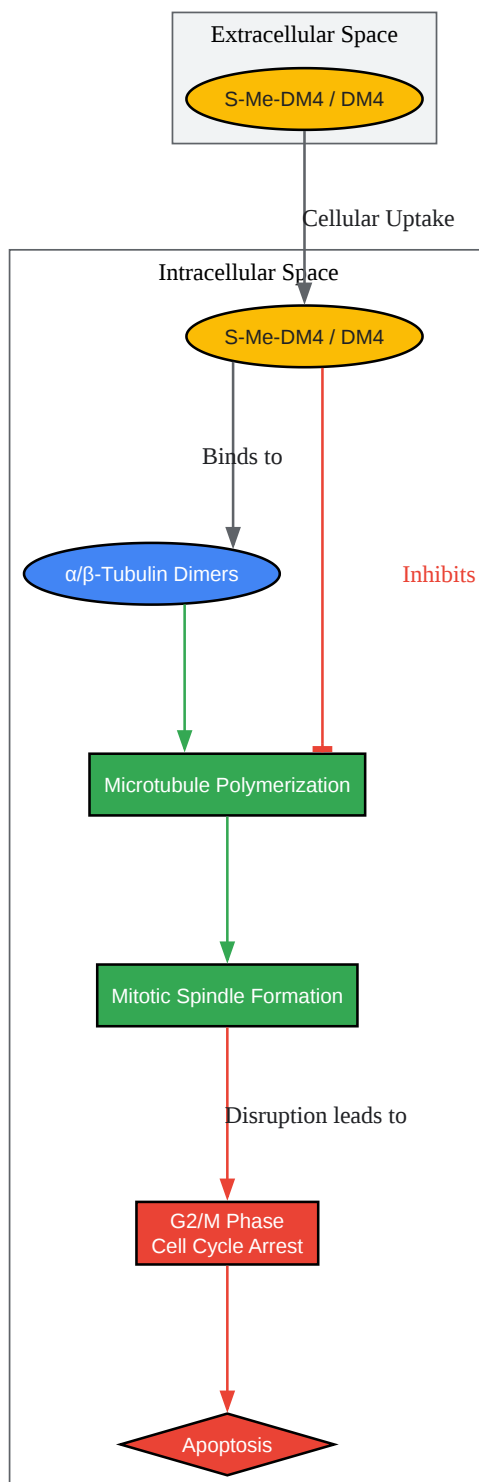 Extracellular Space
S-Me-DM4 / DM4
Cellular Uptake
Intracellular Space
S-Me-DM4 / DM4
Binds to
α/β-Tubulin Dimers
Inhibits
Microtubule Polymerization
Mitotic Spindle Formation
Disruption leads to
G2/M Phase
Cell Cycle Arrest
Apoptosis